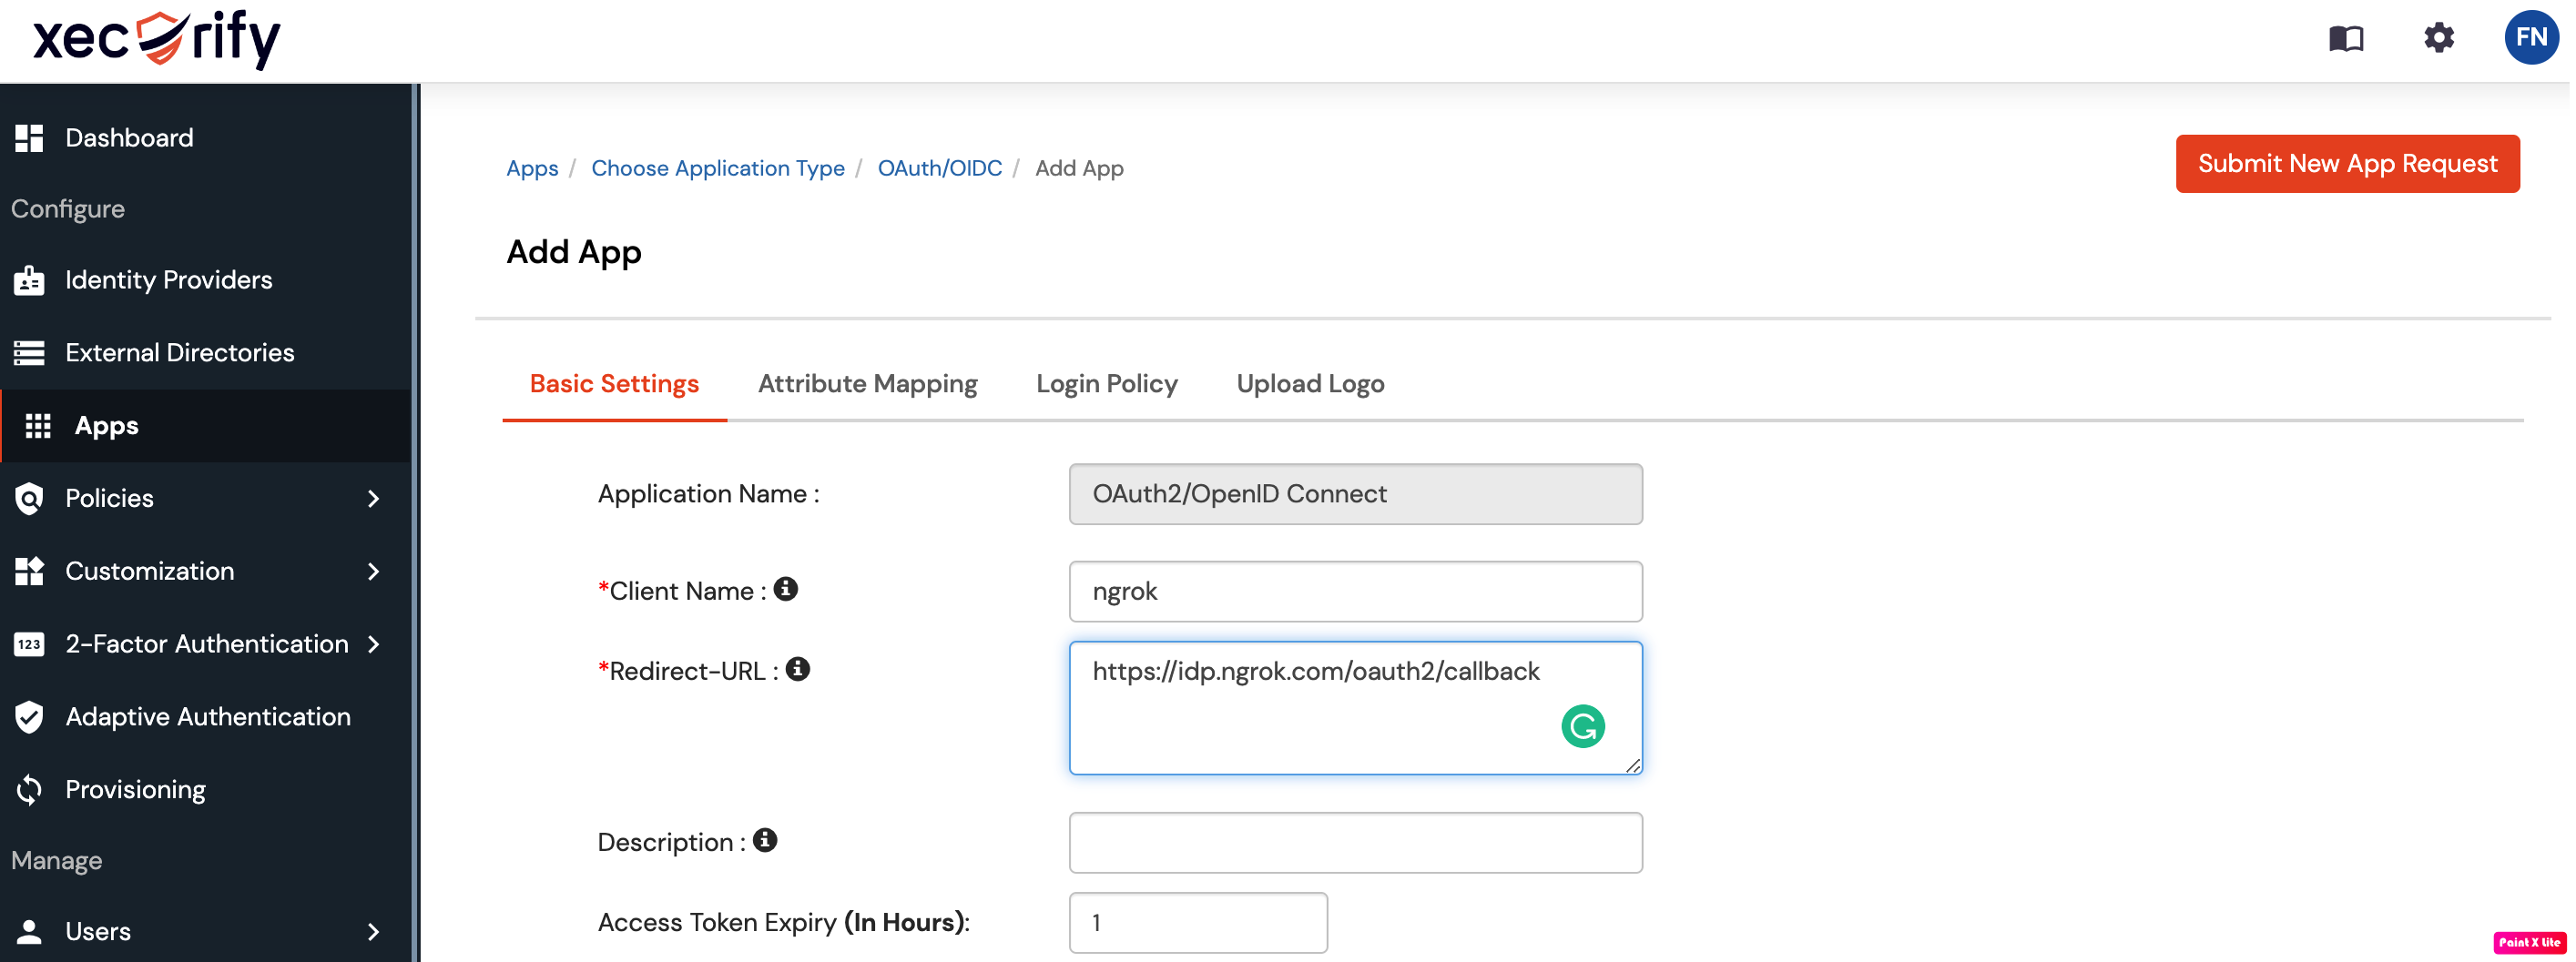 xecurify
FN
Dashboard
Configure
Identity Providers
External Directories
Apps
Policies
Customization
123
2-Factor Authentication
Adaptive Authentication
Provisioning
Manage
Users
Apps / Choose Application Type / OAuth/OIDC / Add App
Submit New App Request
Add App
Basic Settings Attribute Mapping Login Policy Upload Logo
Application Name : OAuth2/OpenID Connect
*Client Name : ngrok
*Redirect-URL : https://idp.ngrok.com/oauth2/callback
Description :
Access Token Expiry (In Hours): 1
Paint X Lite